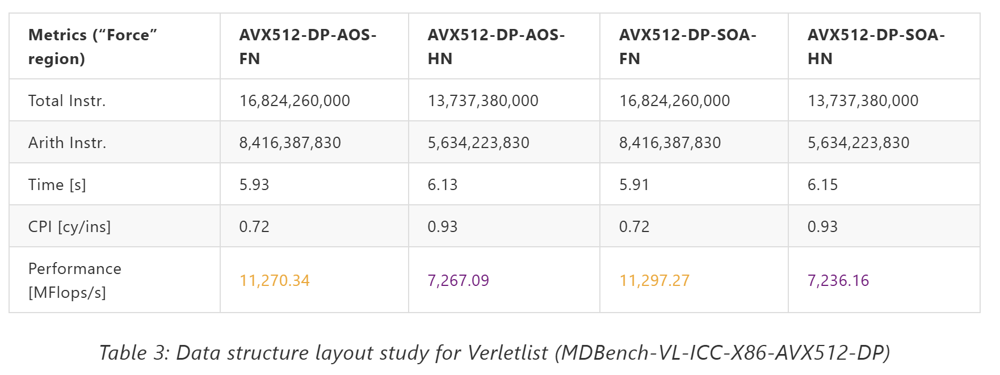 Metrics (“Force” region) AVX512-DP-AOS-FN AVX512-DP-AOS-HN AVX512-DP-SOA-FN AVX512-DP-SOA-HN
Total Instr. 16,824,260,000 13,737,380,000 16,824,260,000 13,737,380,000
Arith Instr. 8,416,387,830 5,634,223,830 8,416,387,830 5,634,223,830
Time [s] 5.93 6.13 5.91 6.15
CPI [cy/ins] 0.72 0.93 0.72 0.93
Performance [MFlops/s] 11,270.34 7,267.09 11,297.27 7,236.16
Table 3: Data structure layout study for Verletlist (MDBench-VL-ICC-X86-AVX512-DP)